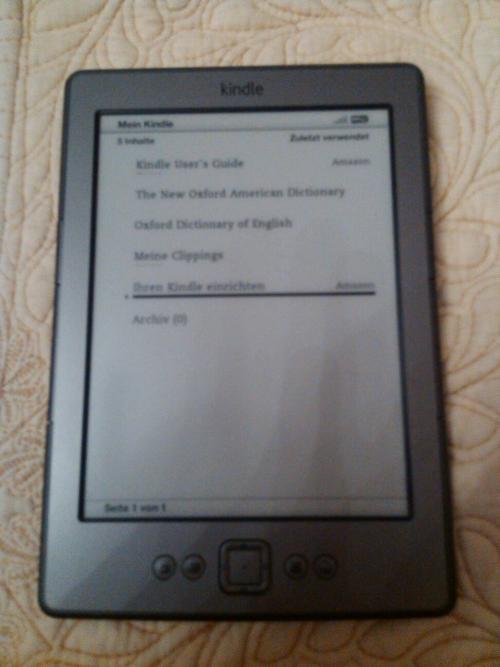 kindle
Mein Kindle
5 Inhalte Zuletzt verwendet
Kindle User's Guide Amazon
The New Oxford American Dictionary
Oxford Dictionary of English
Meine Clippings
Ihren Kindle einrichten Amazon
Archiv (0)
Seite 1 von 1